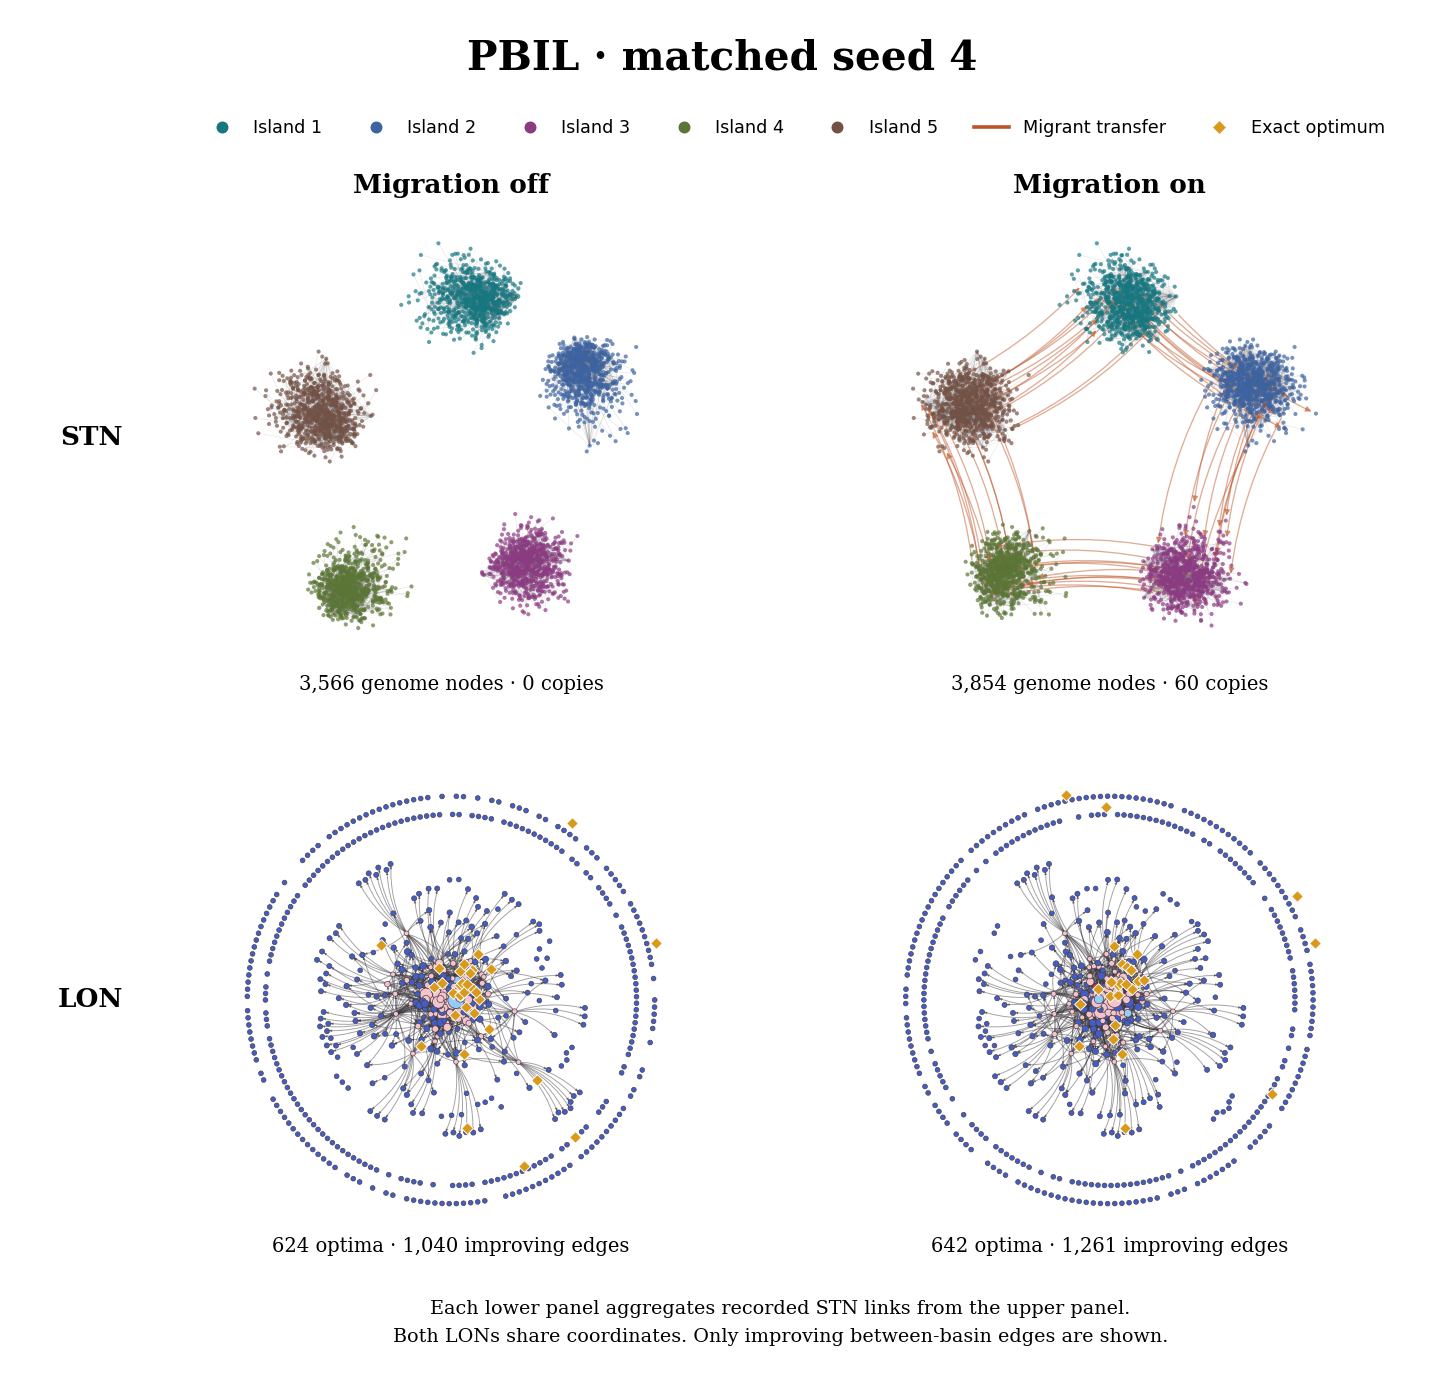 PBIL · matched seed 4
Island 1 Island 2 Island 3 Island 4 Island 5 Migrant transfer Exact optimum
Migration off Migration on
STN
3,566 genome nodes · 0 copies 3,854 genome nodes · 60 copies
LON
624 optima · 1,040 improving edges 642 optima · 1,261 improving edges
Each lower panel aggregates recorded STN links from the upper panel.
Both LONs share coordinates. Only improving between-basin edges are shown.